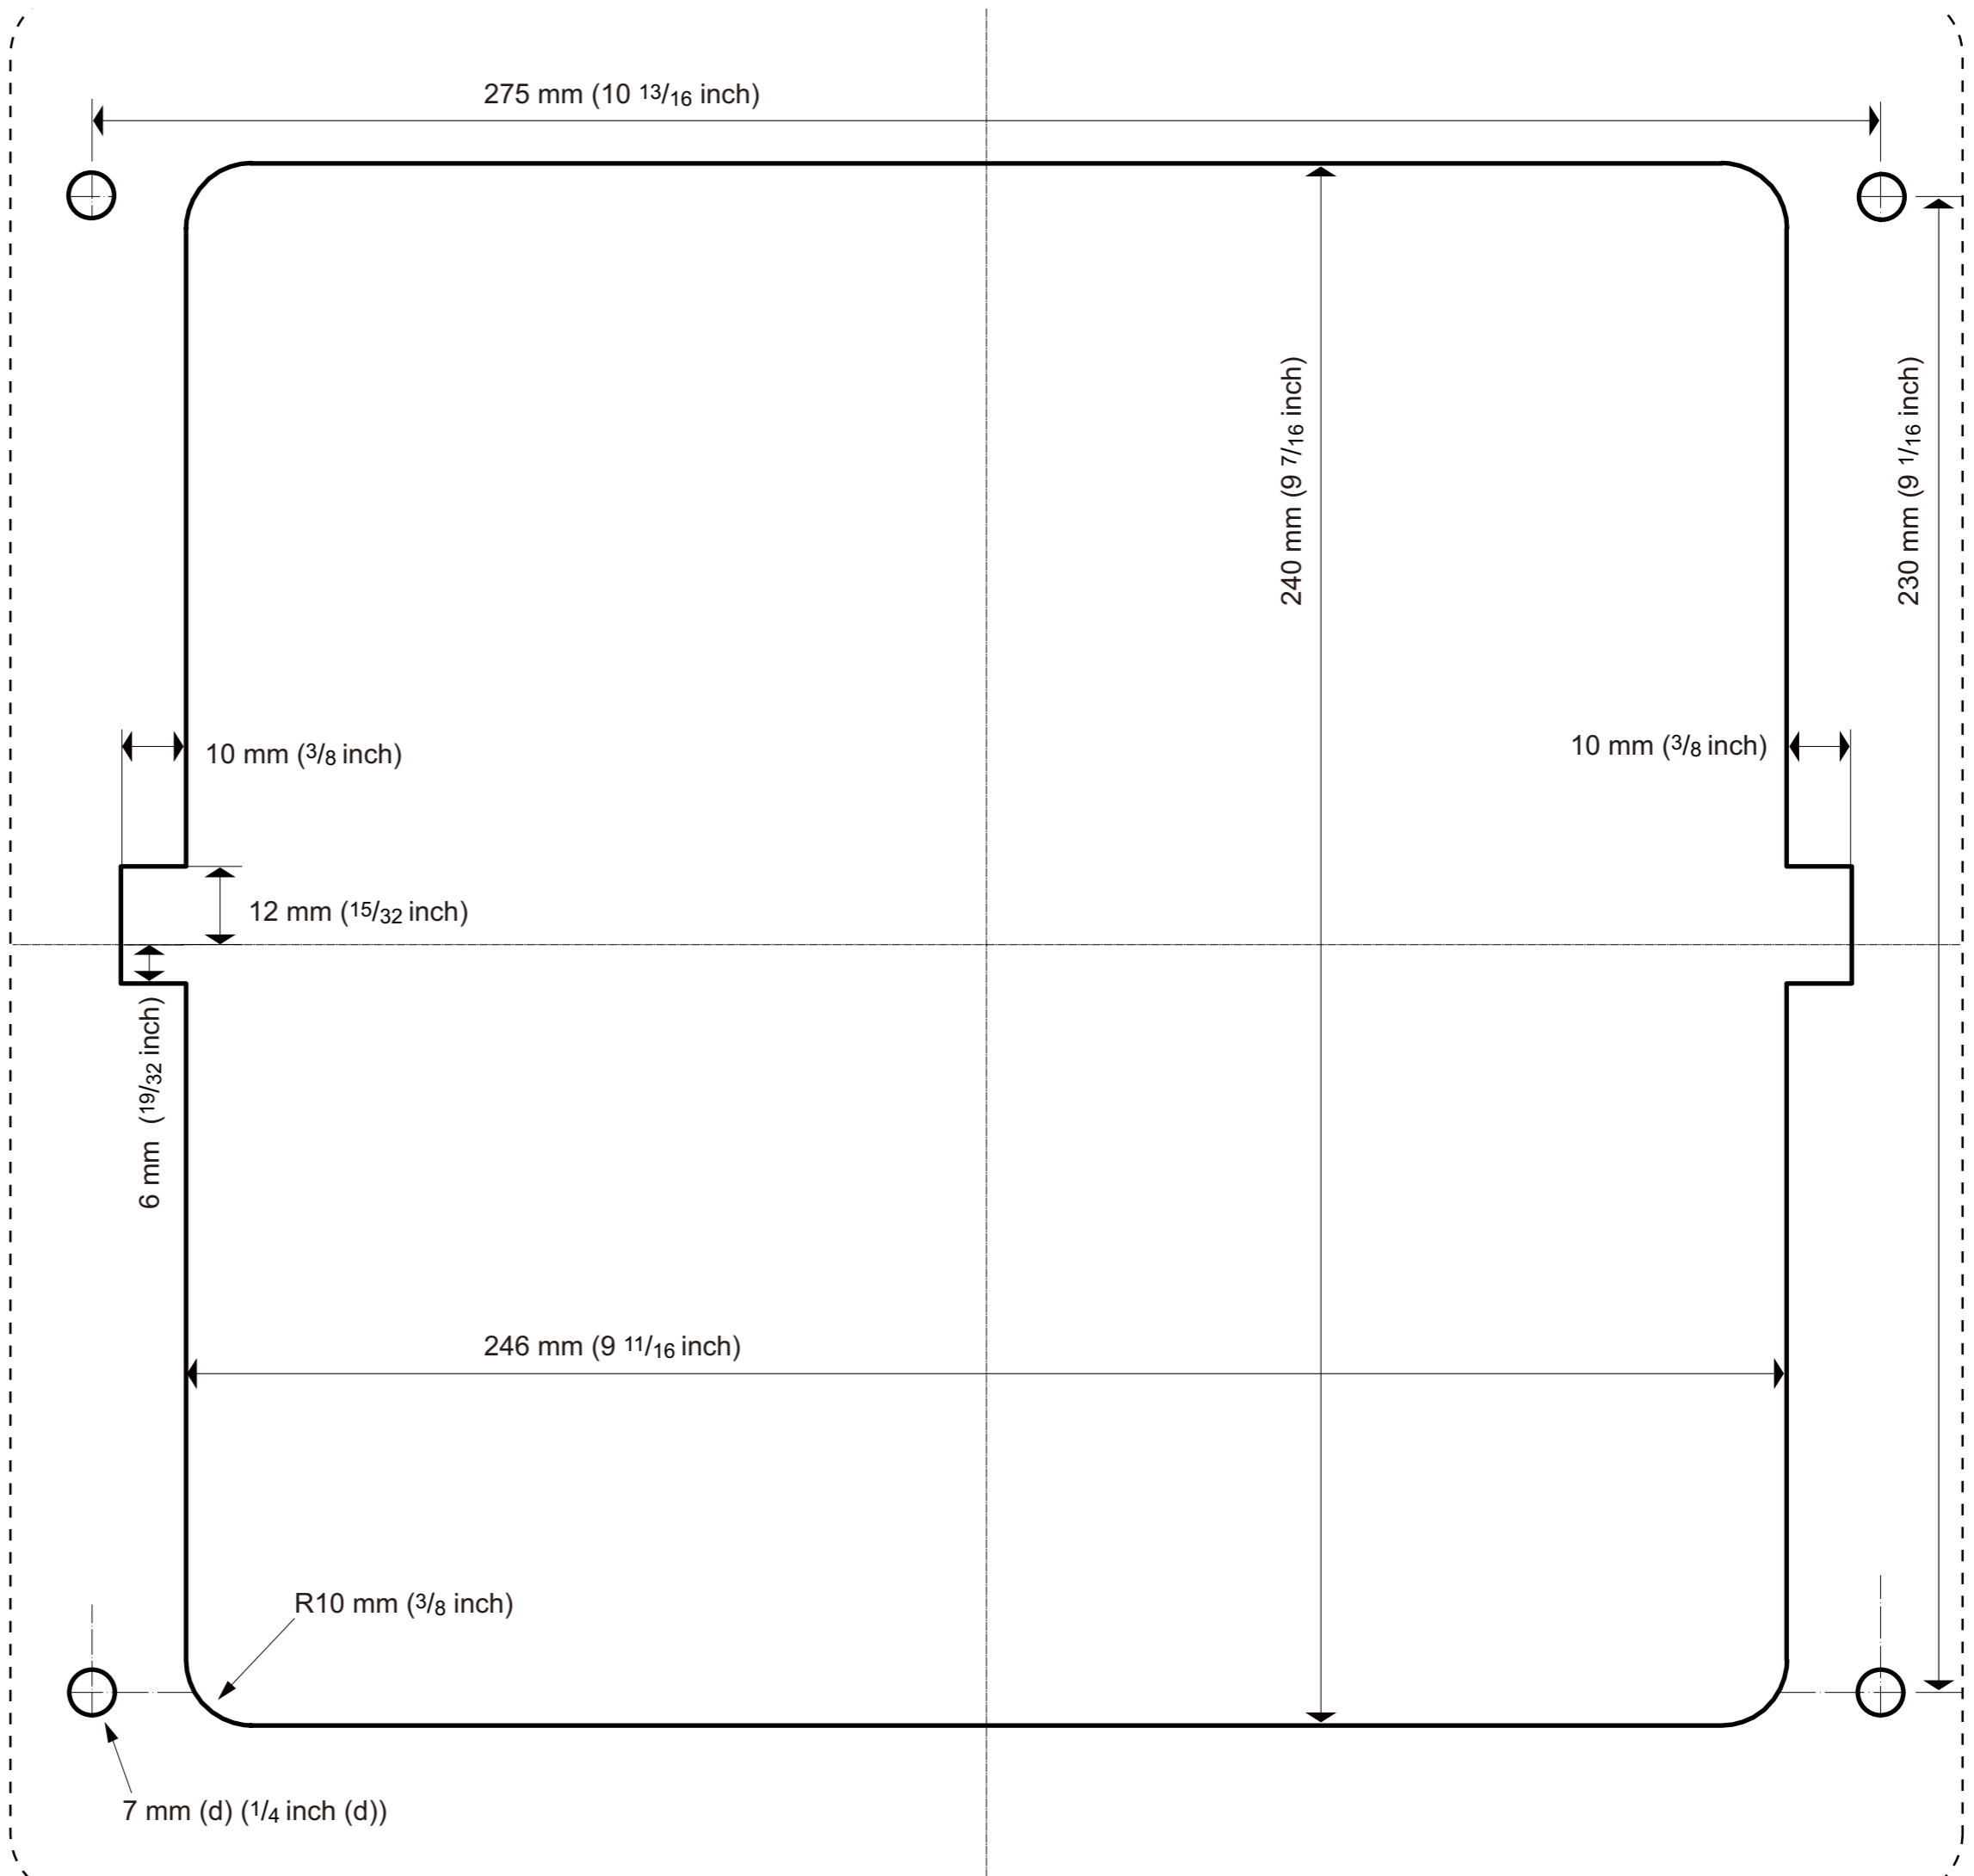 275 mm (10 13/16 inch)
240 mm (9 7/16 inch)
230 mm (9 1/16 inch)
10 mm (3/8 inch)
10 mm (3/8 inch)
12 mm (15/32 inch)
6 mm (19/32 inch)
246 mm (9 11/16 inch)
R10 mm (3/8 inch)
7 mm (d) (1/4 inch (d))